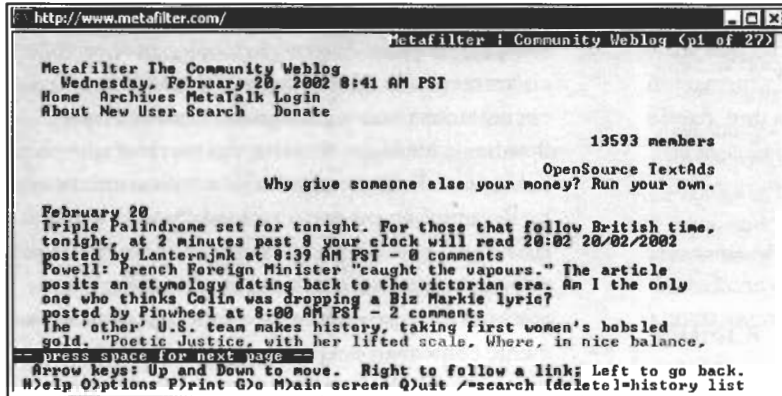 http://www.metafilter.com/
Metafilter | Community Weblog (p1 of 27)
Metafilter The Community Weblog
Wednesday, February 20, 2002 8:41 AM PST
Home Archives MetaTalk Login
About New User Search Donate
13593 members
OpenSource TextAds
Why give someone else your money? Run your own.
February 20
Triple Palindrome set for tonight. For those that follow British time,
tonight, at 2 minutes past 8 your clock will read 20:02 20/02/2002
posted by Lanternjmk at 8:39 AM PST - 0 comments
Powell: French Foreign Minister "caught the vapours." The article
posits an etymology dating back to the victorian era. Am I the only
one who thinks Colin was dropping a Biz Markie lyric?
posted by Pinwheel at 8:00 AM PST - 2 comments
The 'other' U.S. team makes history, taking first women's bobsled
gold. "Poetic Justice, with her lifted scale, Where, in nice balance,
-- press space for next page --
Arrow keys: Up and Down to move. Right to follow a link; Left to go back.
H)elp O)ptions P)rint G)o M)ain screen Q)uit /=search [delete]=history list